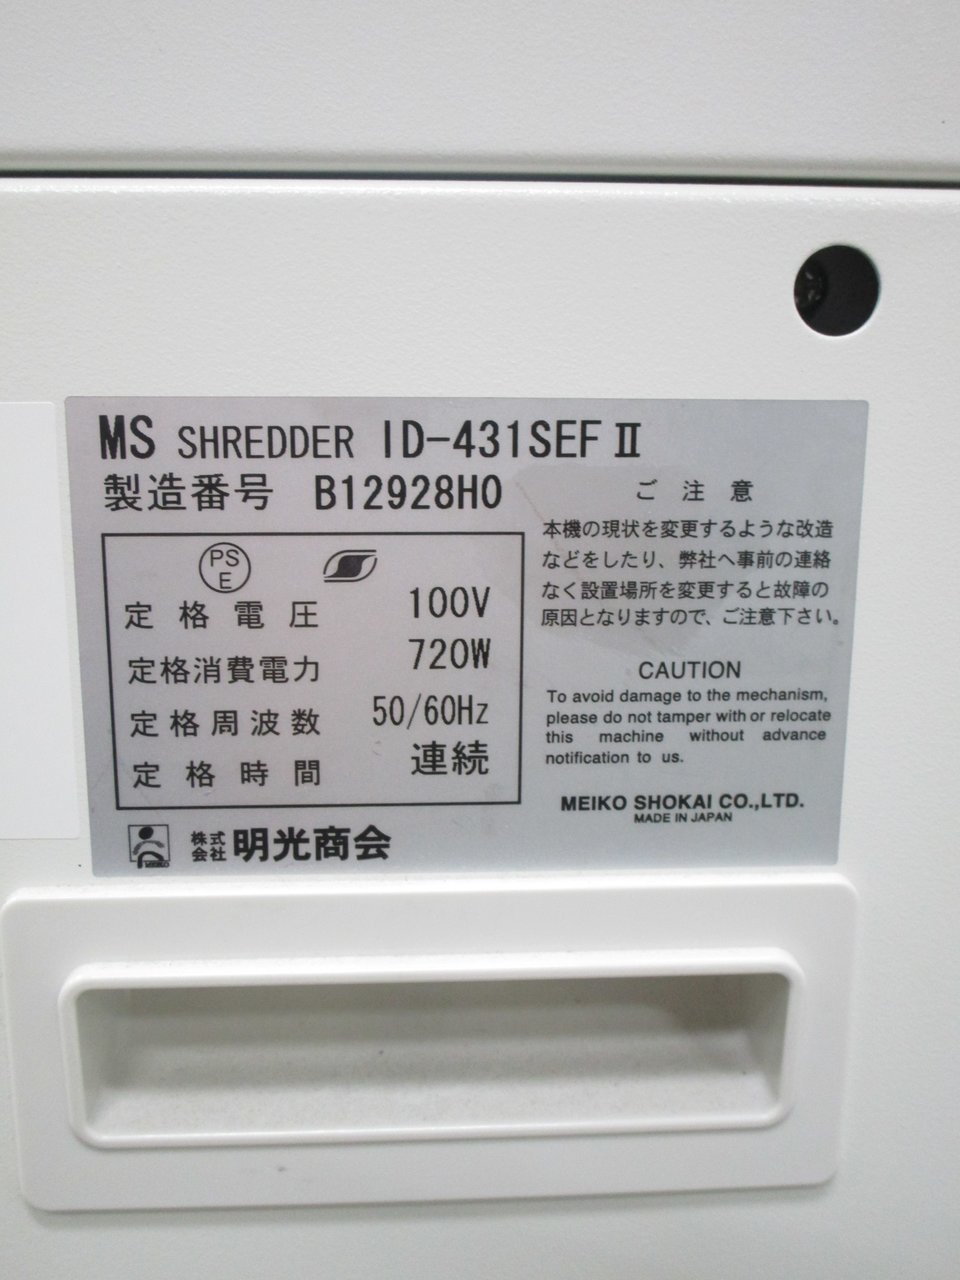 MS SHREDDER ID-431SEFⅡ
製造番号 B12928H0
PS
E
定格電圧 100V
定格消費電力 720W
定格周波数 50/60Hz
定格時間 連続
ご注意
本機の現状を変更するような改造
などをしたり、弊社へ事前の連絡
なく設置場所を変更すると故障の
原因となりますので、ご注意下さい。
CAUTION
To avoid damage to the mechanism,
please do not tamper with or relocate
this machine without advance
notification to us.
MEIKO SHOKAI CO.,LTD.
MADE IN JAPAN
MEIKO
株式会社 明光商会